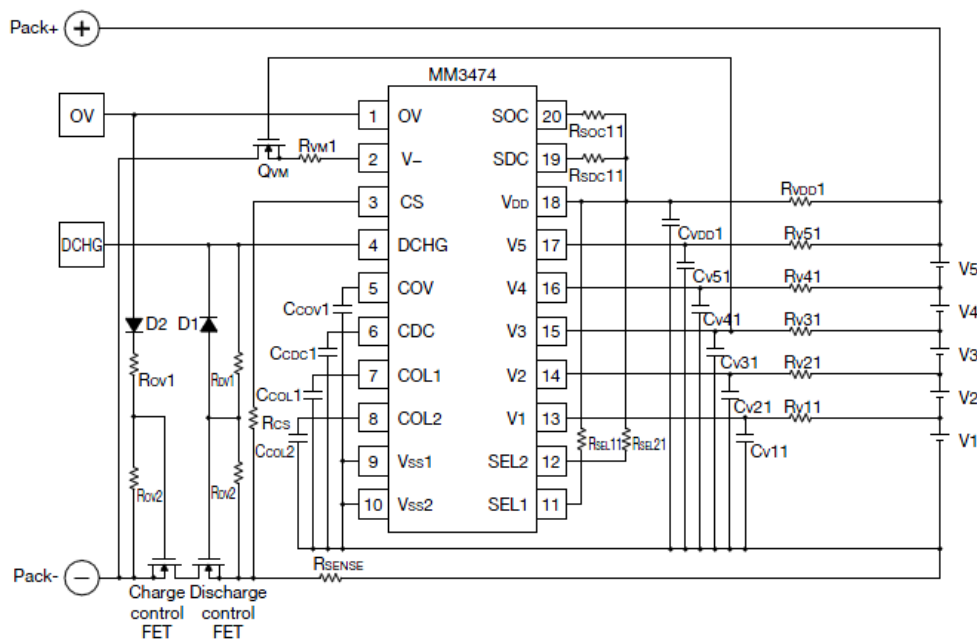 Pack+
MM3474
OV
1 OV SOC 20
RSOC11
RVM1
QVM
2 V− SDC 19
RSDC11
3 CS VDD 18
RVDD1
CVDD1
DCHG
4 DCHG V5 17
RV51
CV51
V5
5 COV V4 16
RV41
CV41
V4
CCOV1
D2 D1
6 CDC V3 15
RV31
CV31
V3
CCDC1
ROV1
RDV1
7 COL1 V2 14
RV21
CV21
V2
CCOL1
8 COL2 V1 13
RV11
CV11
V1
RCS
CCOL2
RSEL11
RSEL21
9 VSS1 SEL2 12
ROV2
RDV2
10 VSS2 SEL1 11
RSENSE
Pack-
Charge
control
FET
Discharge
control
FET